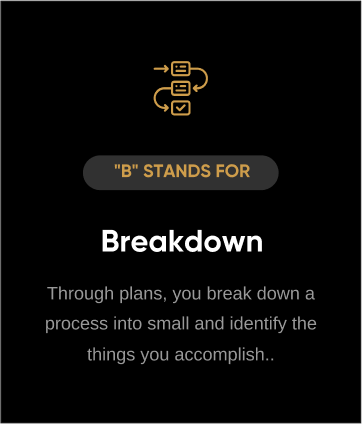 "B" STANDS FOR
Breakdown
Through plans, you break down a
process into small and identify the
things you accomplish..